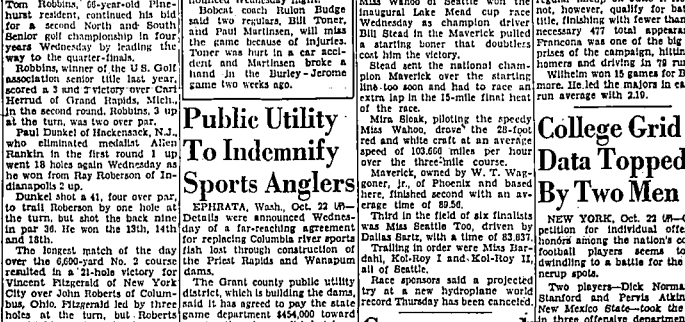 Tom Robbins, 66-year-old Pine-
hurst resident, continued his bid
for a second North and South
Senior golf championship in four
years Wednesday by leading the
way to the quarter-finals.
Robbins, winner of the U.S. Golf
association senior title last year,
scored a 3 and 2 victory over Carl
Herrud of Grand Rapids, Mich.,
in the second round. Robbins, 3 up
at the turn, was two over par.
Paul Dunkel of Hackensack, N.J.,
who eliminated medalist Allen
Rankin in the first round 1 up
went 18 holes again Wednesday as
he won from Ray Roberson of In-
dianapolis 2 up.
Dunkel shot a 41, four over par,
to trail Roberson by one hole at
the turn, but shot the back nine
in par 36. He won the 13th, 14th
and 18th.
The longest match of the day
over the 6,600-yard No. 2 course
resulted in a 21-hole victory for
Vincent Fitzgerald of New York
City over John Roberts of Colum-
bus, Ohio. Fitzgerald led by three
holes at the turn, but Roberts
Bobcat coach Rulon Budge
said two regulars, Bill Toner,
and Paul Martinsen, will miss
the game because of injuries.
Toner was hurt in a car acci-
dent and Martinsen broke a
hand in the Burley-Jerome
game two weeks ago.
Public Utility
To Indemnify
Sports Anglers
EPHRATA, Wash., Oct. 22 (AP)—
Details were announced Wednes-
day of a far-reaching agreement
for replacing Columbia river sports
fish lost through construction of
the Priest Rapids and Wanapum
dams.
The Grant county public utility
district, which is building the dams,
said it has agreed to pay the state
game department $454,000 toward
Miss Wahoo of Seattle won the
inaugural Lake Mead cup race
Wednesday as champion driver
Bill Stead in the Maverick pulled
a starting boner that doubtlers
cost him the victory.
Stead sent the national cham-
pion Maverick over the starting
line too soon and had to race an
extra lap in the 15-mile final heat
of the race.
Mira Slovak, piloting the speedy
Miss Wahoo, drove the 28-foot
red and white craft at an average
speed of 103.666 miles per hour
over the three-mile course.
Maverick, owned by W. T. Wag-
goner, jr., of Phoenix and based
here, finished second with an av-
erage time of 89.56.
Third in the field of six finalists
was Miss Seattle Too, driven by
Dallas Sartz, with a time of 83.637.
Trailing in order were Miss Bar-
dahl, Kol-Roy I and Kol-Roy II,
all of Seattle.
Race sponsors said a projected
try at a new hydroplane world
record Thursday has been canceled.
not, however, qualify for bat
title, finishing with fewer than
necessary 477 total appeara
Francona was one of the big
prises of the campaign, hittin
homers and driving in 79 run
Wilhelm won 15 games for B
more. He led the majors in ea
run average with 2.19.
College Grid
Data Topped
By Two Men
NEW YORK, Oct. 22 (AP)—C
petition for individual offe
honors among the nation's co
football players seems to
dwindling to a battle for the
nerup spots.
Two players—Dick Norma
Stanford and Pervis Atkin
New Mexico State—took the
in three offensive department